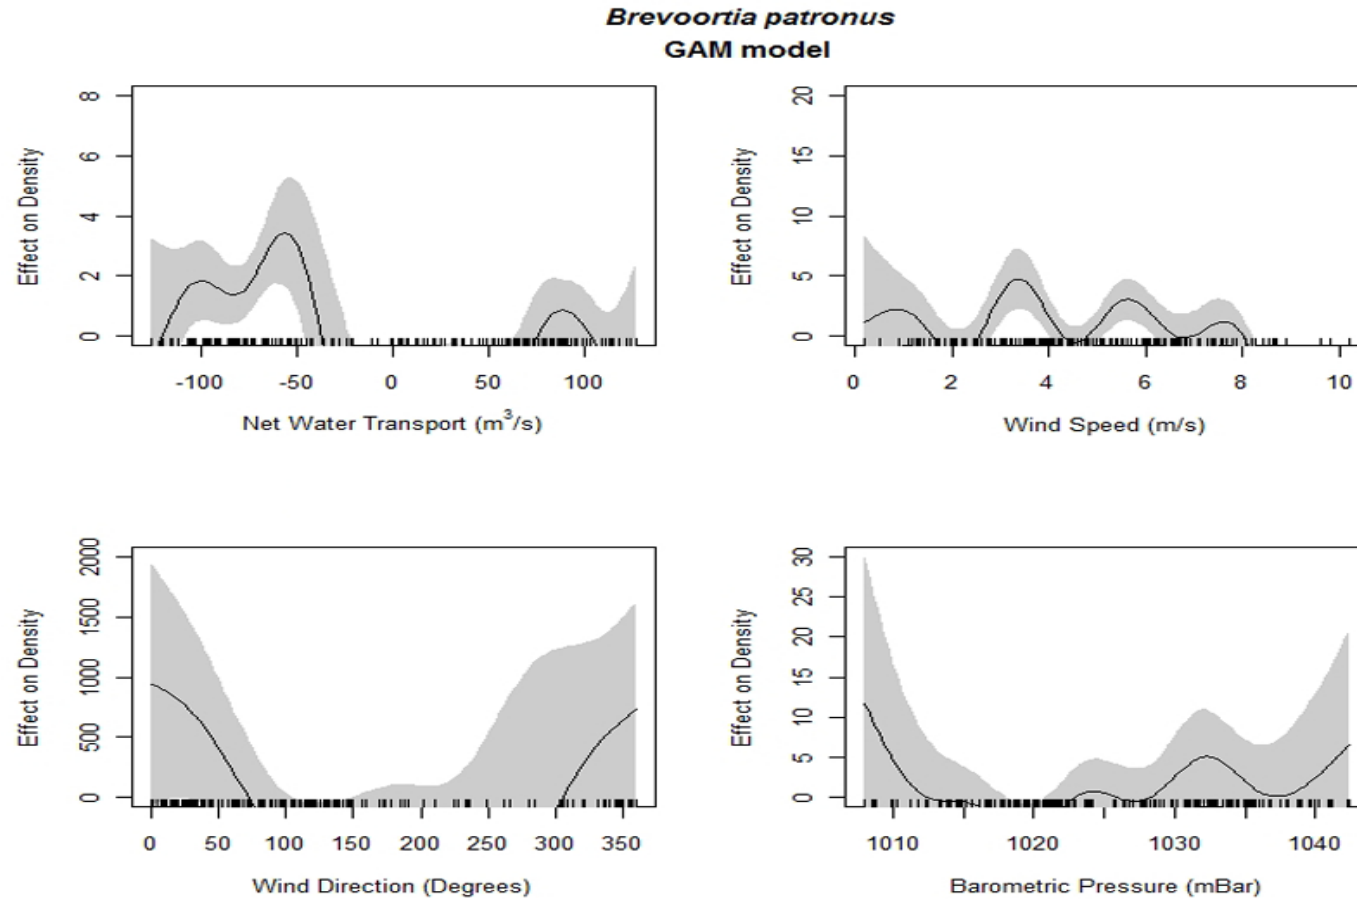 Brevoortia patronus
GAM model
Effect on Density
8
6
4
2
0
-100 -50 0 50 100
Net Water Transport (m³/s)
Effect on Density
20
15
10
5
0
0 2 4 6 8 10
Wind Speed (m/s)
Effect on Density
2000
1500
1000
500
0
0 50 100 150 200 250 300 350
Wind Direction (Degrees)
Effect on Density
30
25
20
15
10
5
0
1010 1020 1030 1040
Barometric Pressure (mBar)